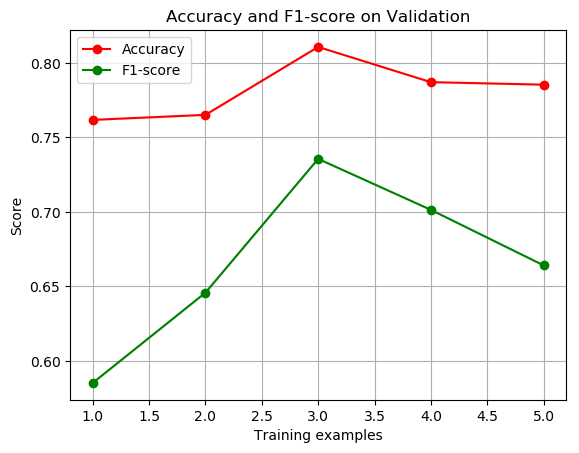 Accuracy and F1-score on Validation
Accuracy
F1-score
0.80
0.75
0.70
0.65
0.60
Score
1.0 1.5 2.0 2.5 3.0 3.5 4.0 4.5 5.0
Training examples